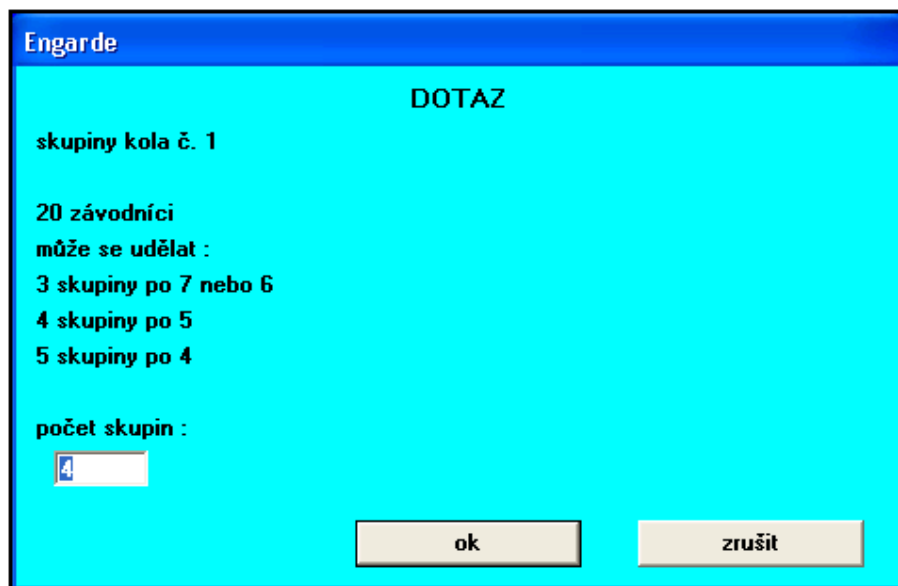 Engarde
DOTAZ
skupiny kola č. 1
20 závodníci
může se udělat :
3 skupiny po 7 nebo 6
4 skupiny po 5
5 skupiny po 4
počet skupin :
4
ok zrušit